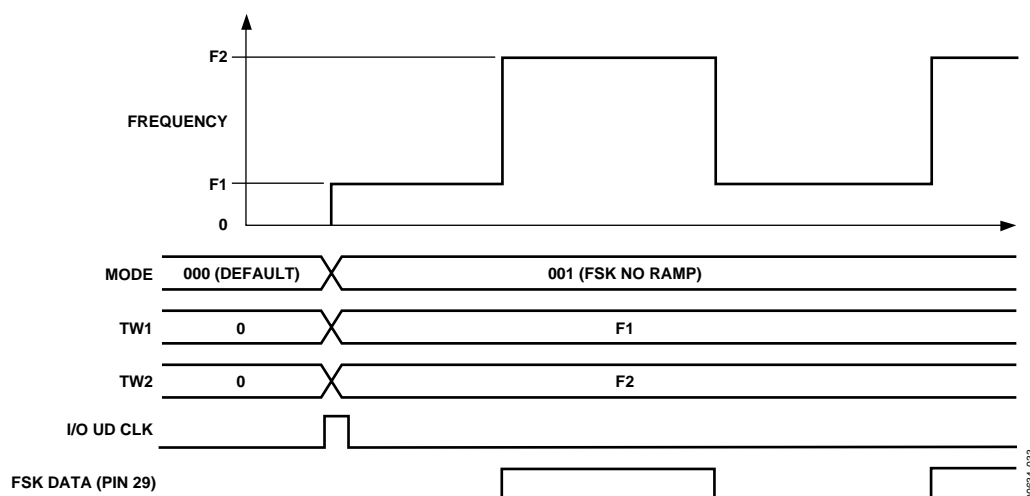 F2
FREQUENCY
F1
0
MODE 000 (DEFAULT) 001 (FSK NO RAMP)
TW1 0 F1
TW2 0 F2
I/O UD CLK
FSK DATA (PIN 29)